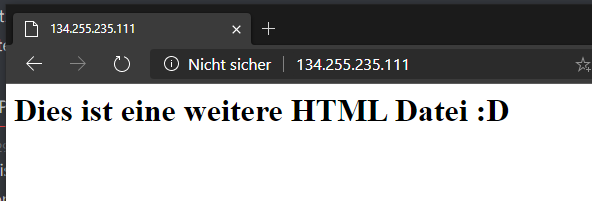 134.255.235.111
Nicht sicher 134.255.235.111
Dies ist eine weitere HTML Datei :D